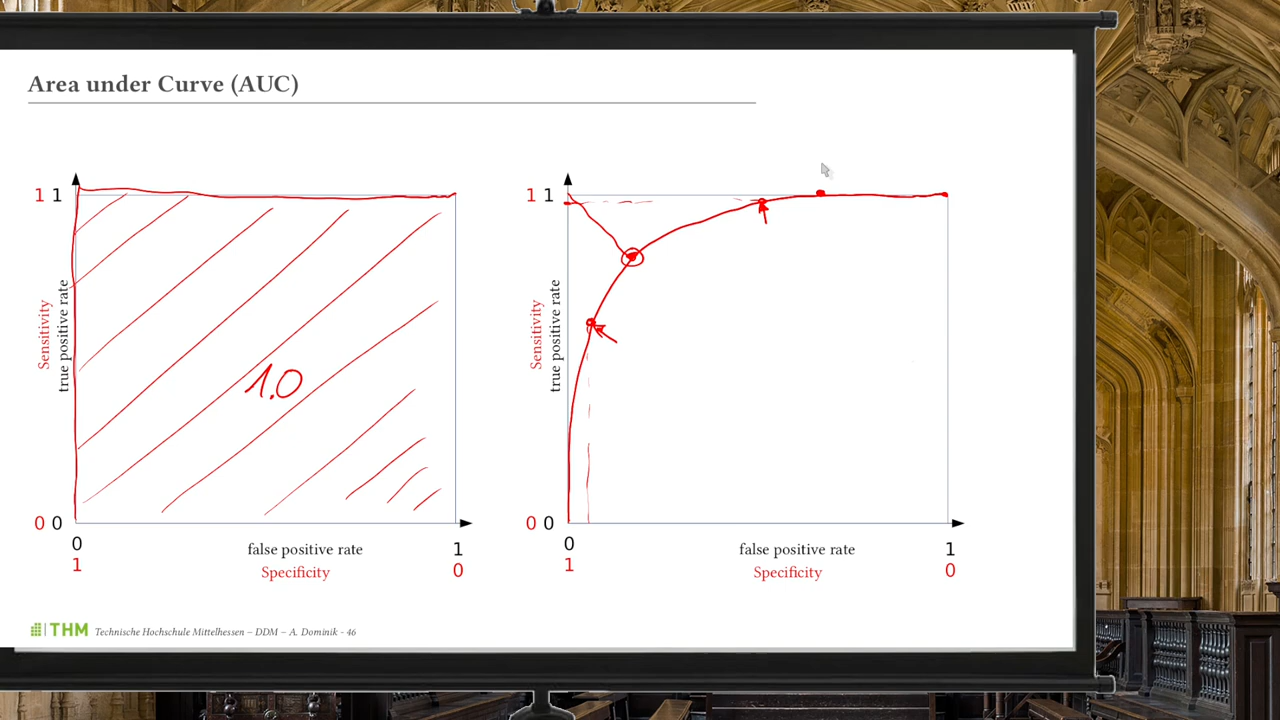 Area under Curve (AUC)
1 1
Sensitivity
true positive rate
1.0
0 0
0
1
false positive rate
Specificity
1
0
1 1
Sensitivity
true positive rate
0 0
0
1
false positive rate
Specificity
1
0
THM Technische Hochschule Mittelhessen – DDM – A. Dominik - 46